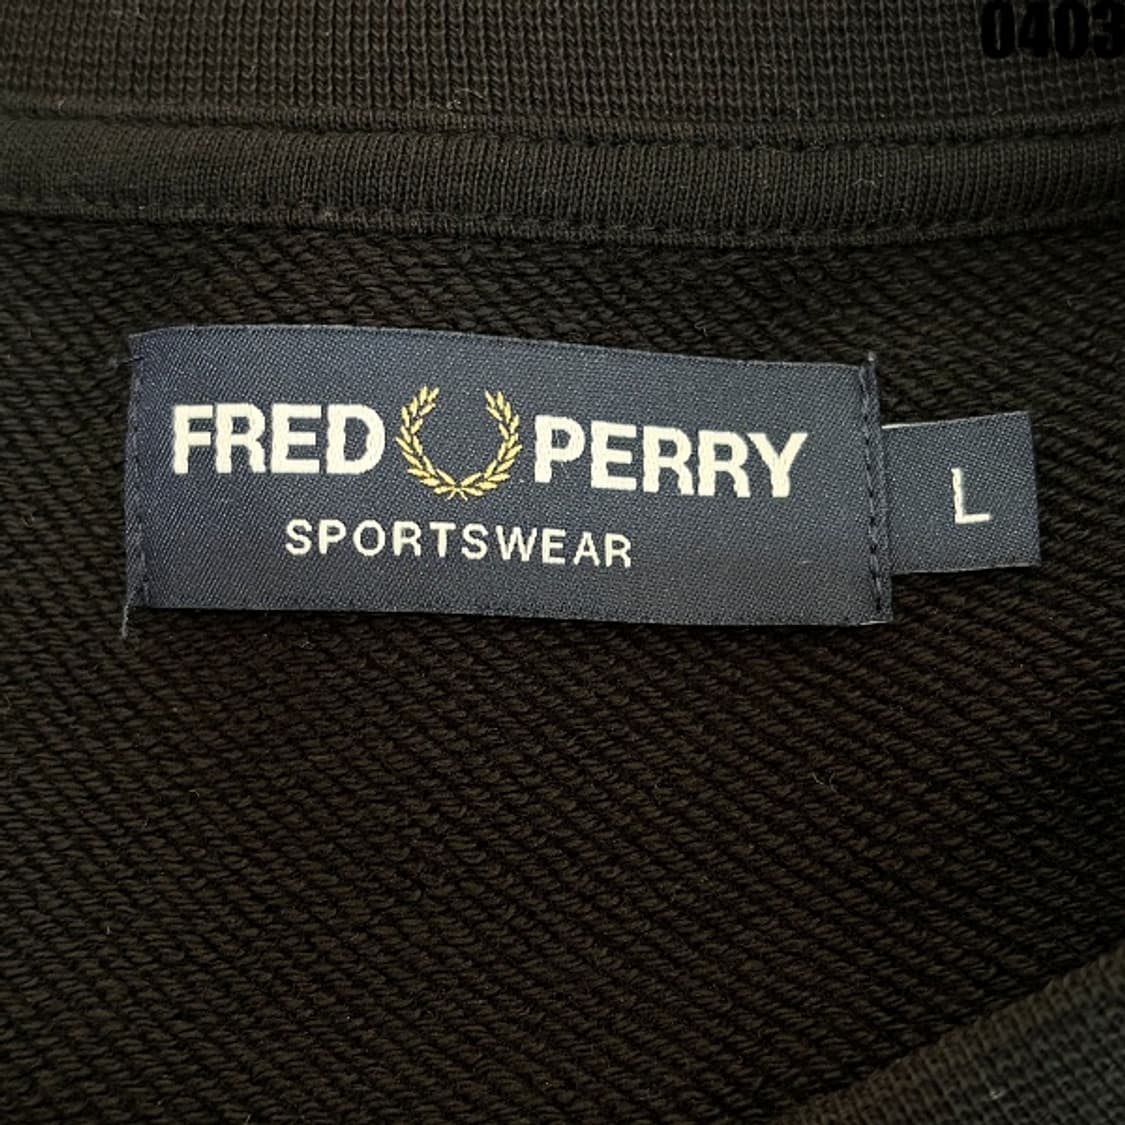 0403
FRED PERRY
SPORTSWEAR
L